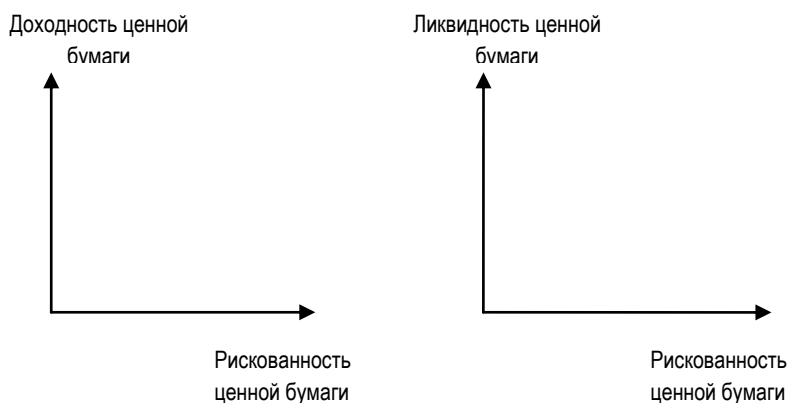 Доходность ценной
бумаги
Ликвидность ценной
бумаги
Рискованность
ценной бумаги
Рискованность
ценной бумаги